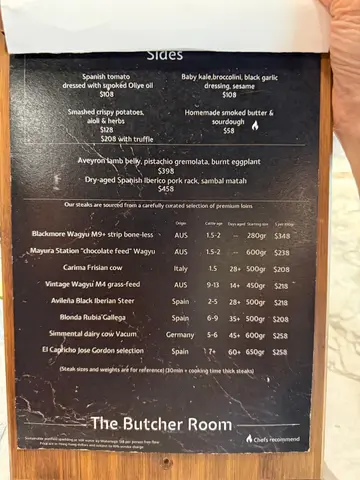 Sides
Spanish tomato
dressed with smoked Olive oil
$108
Baby kale,broccolini, black garlic
dressing, sesame
$108
Smashed crispy potatoes,
aioli & herbs
$128
$208 with truffle
Homemade smoked butter &
sourdough
$58
Aveyron lamb belly, pistachio gremolata, burnt eggplant
$398
Dry-aged Spanish Iberico pork rack, sambal matah
$458
Our steaks are sourced from a carefully curated selection of premium loins
Origin Cattle age Days aged Starting size
Blackmore Wagyu M9+ strip bone-less AUS 1.5-2 — 280gr $348
Mayura Station "chocolate feed" Wagyu AUS 1.5-2 — 600gr $238
Carima Frisian cow Italy 1.5 28+ 500gr $208
Vintage Wagyu M4 grass-feed AUS 9-13 14+ 450gr $218
Avileña Black Iberian Steer Spain 2-5 28+ 500gr $218
Blonda Rubia Gallega Spain 6-9 35+ 500gr $208
Simmental dairy cow Vacum Germany 5-6 45+ 600gr $258
El Capricho Jose Gordon selection Spain 7+ 60+ 650gr $258
(Steak sizes and weights are for reference) (30min + cooking time thick steaks)
The Butcher Room
Chefs recommend